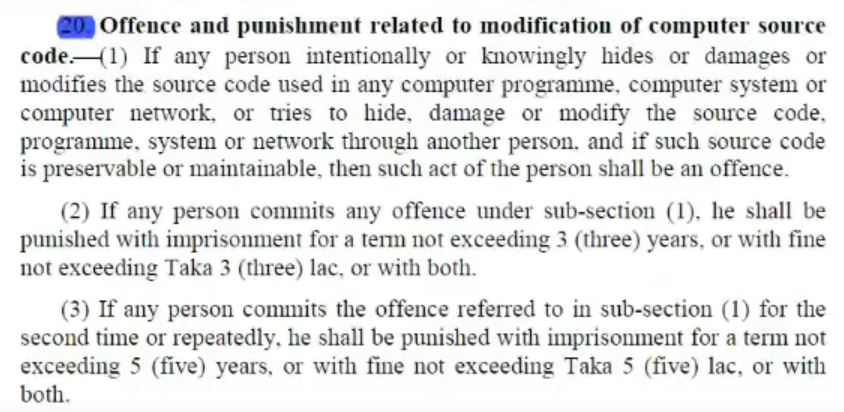 20. Offence and punishment related to modification of computer source
code.—(1) If any person intentionally or knowingly hides or damages or
modifies the source code used in any computer programme, computer system or
computer network, or tries to hide, damage or modify the source code,
programme, system or network through another person, and if such source code
is preservable or maintainable, then such act of the person shall be an offence.
(2) If any person commits any offence under sub-section (1), he shall be
punished with imprisonment for a term not exceeding 3 (three) years, or with fine
not exceeding Taka 3 (three) lac, or with both.
(3) If any person commits the offence referred to in sub-section (1) for the
second time or repeatedly, he shall be punished with imprisonment for a term not
exceeding 5 (five) years, or with fine not exceeding Taka 5 (five) lac, or with
both.